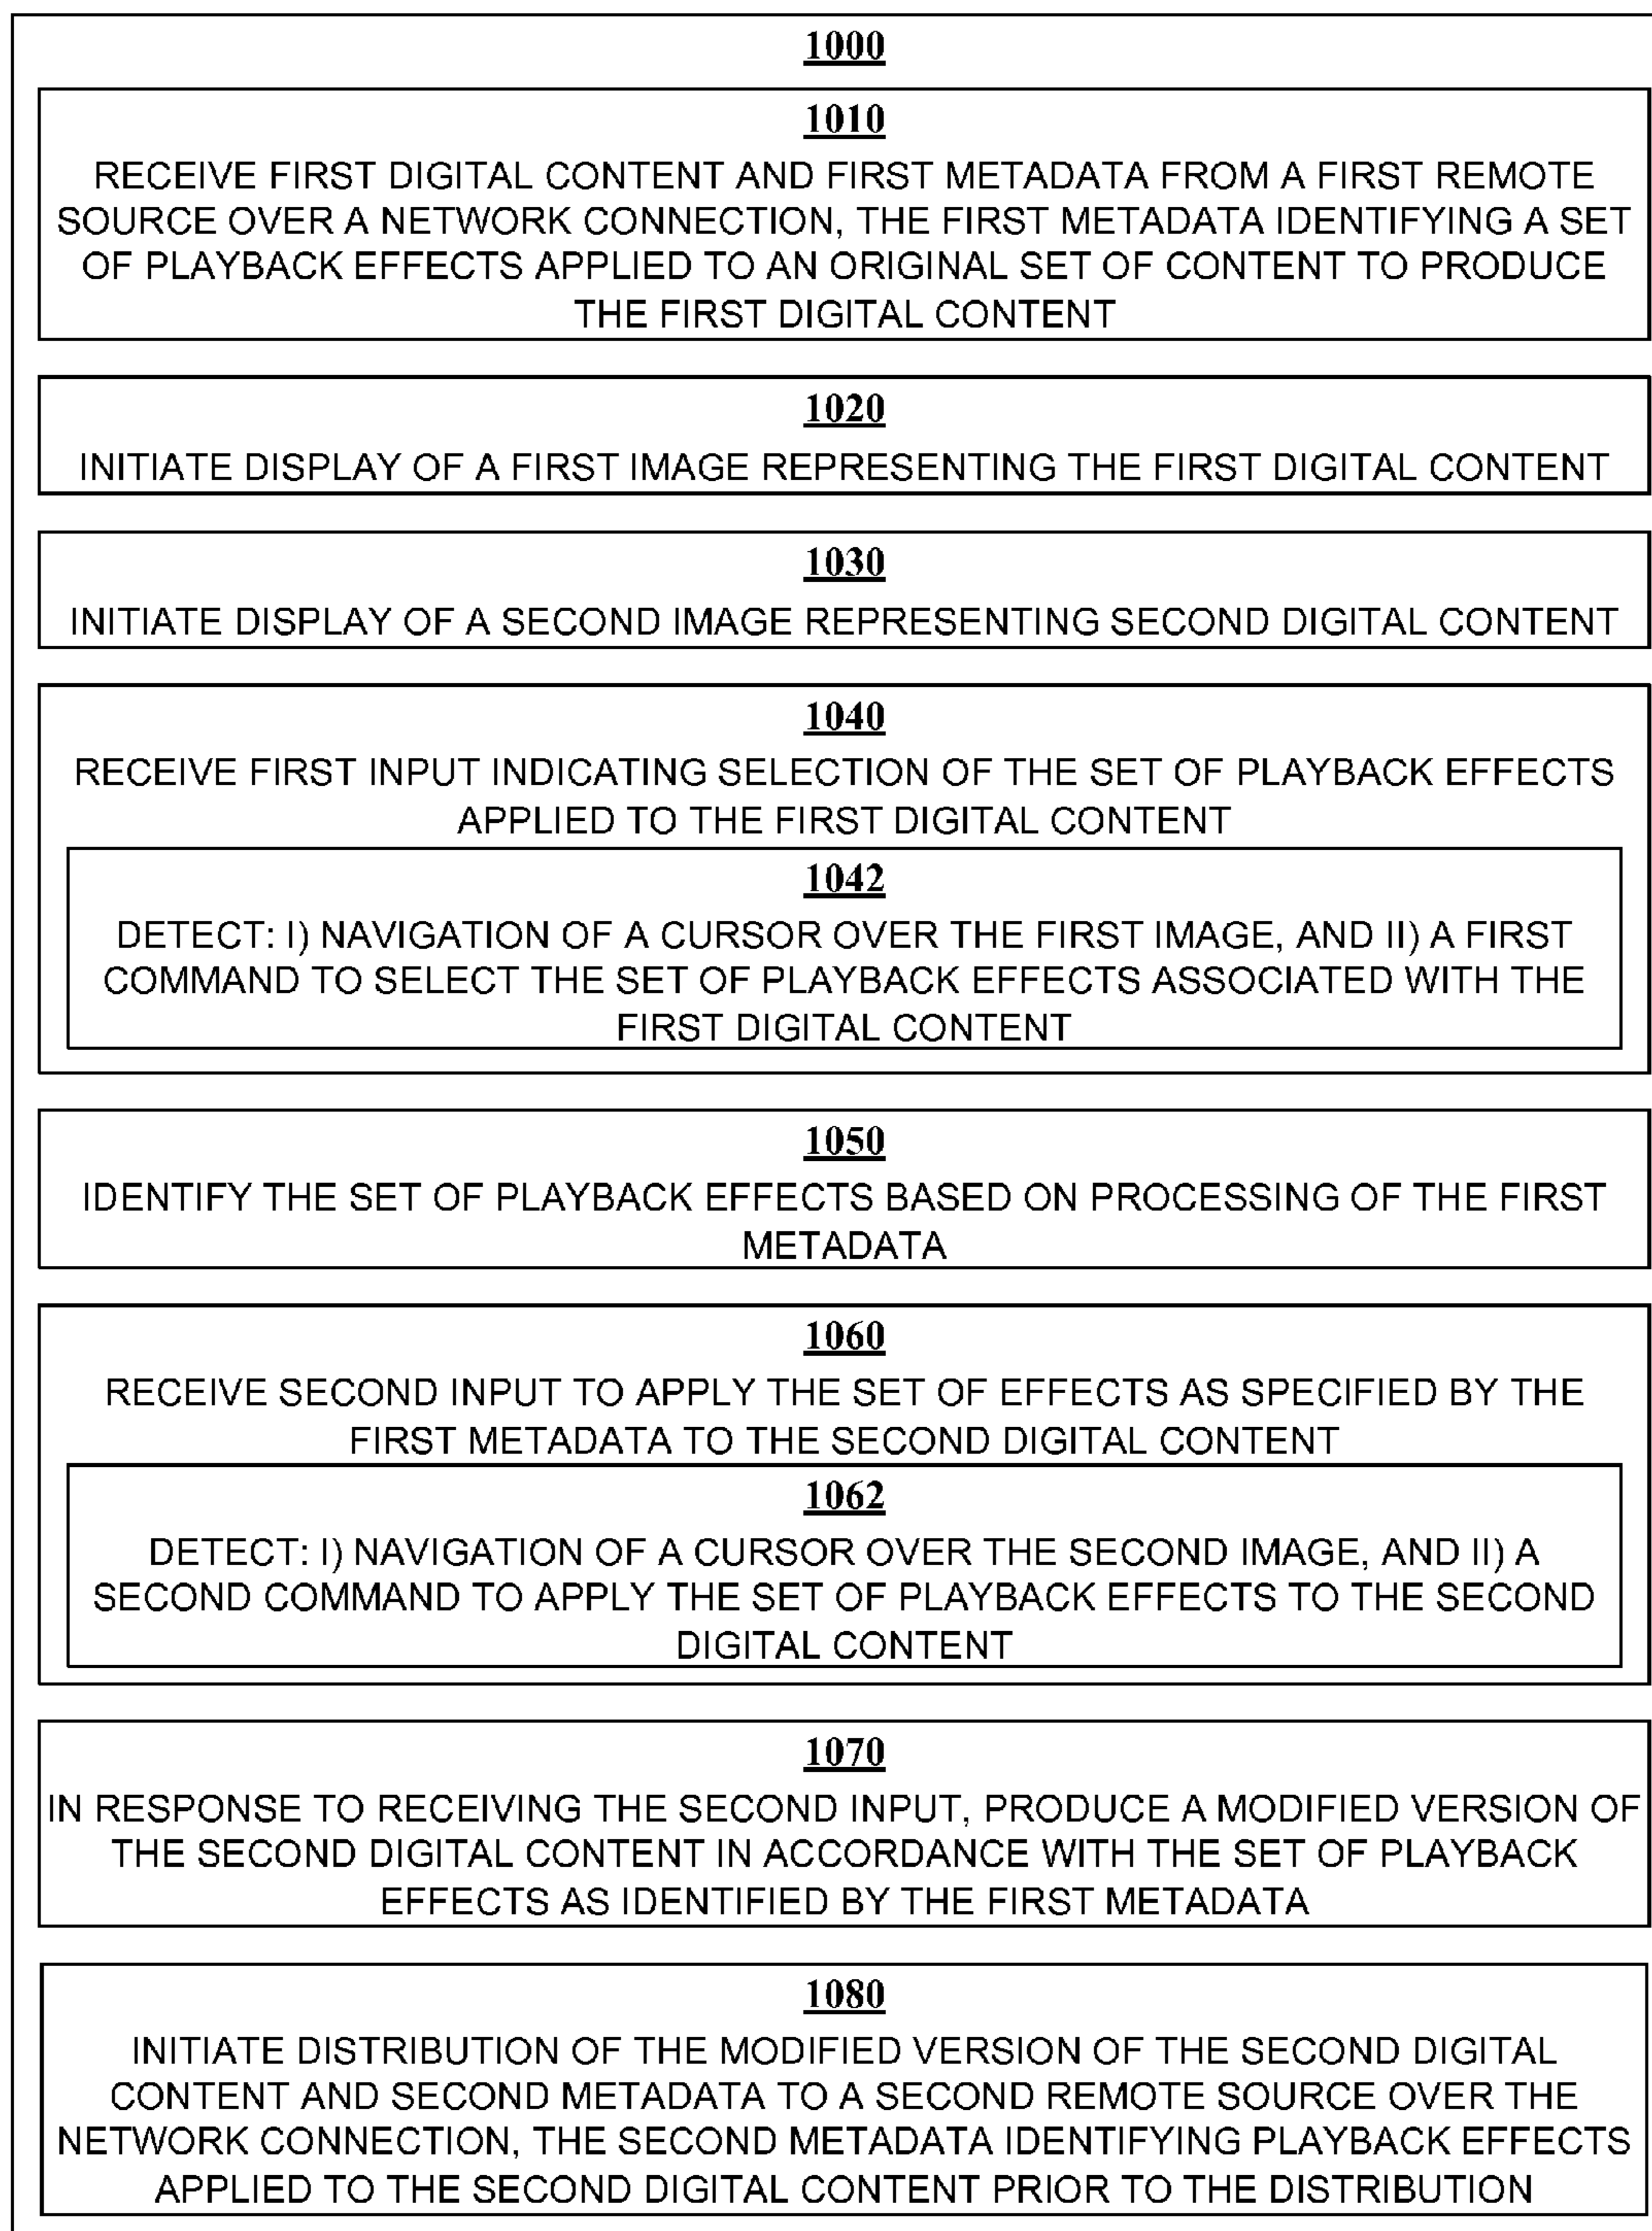 1000
1010
RECEIVE FIRST DIGITAL CONTENT AND FIRST METADATA FROM A FIRST REMOTE
SOURCE OVER A NETWORK CONNECTION, THE FIRST METADATA IDENTIFYING A SET
OF PLAYBACK EFFECTS APPLIED TO AN ORIGINAL SET OF CONTENT TO PRODUCE
THE FIRST DIGITAL CONTENT
1020
INITIATE DISPLAY OF A FIRST IMAGE REPRESENTING THE FIRST DIGITAL CONTENT
1030
INITIATE DISPLAY OF A SECOND IMAGE REPRESENTING SECOND DIGITAL CONTENT
1040
RECEIVE FIRST INPUT INDICATING SELECTION OF THE SET OF PLAYBACK EFFECTS
APPLIED TO THE FIRST DIGITAL CONTENT
1042
DETECT: I) NAVIGATION OF A CURSOR OVER THE FIRST IMAGE, AND II) A FIRST
COMMAND TO SELECT THE SET OF PLAYBACK EFFECTS ASSOCIATED WITH THE
FIRST DIGITAL CONTENT
1050
IDENTIFY THE SET OF PLAYBACK EFFECTS BASED ON PROCESSING OF THE FIRST
METADATA
1060
RECEIVE SECOND INPUT TO APPLY THE SET OF EFFECTS AS SPECIFIED BY THE
FIRST METADATA TO THE SECOND DIGITAL CONTENT
1062
DETECT: I) NAVIGATION OF A CURSOR OVER THE SECOND IMAGE, AND II) A
SECOND COMMAND TO APPLY THE SET OF PLAYBACK EFFECTS TO THE SECOND
DIGITAL CONTENT
1070
IN RESPONSE TO RECEIVING THE SECOND INPUT, PRODUCE A MODIFIED VERSION OF
THE SECOND DIGITAL CONTENT IN ACCORDANCE WITH THE SET OF PLAYBACK
EFFECTS AS IDENTIFIED BY THE FIRST METADATA
1080
INITIATE DISTRIBUTION OF THE MODIFIED VERSION OF THE SECOND DIGITAL
CONTENT AND SECOND METADATA TO A SECOND REMOTE SOURCE OVER THE
NETWORK CONNECTION, THE SECOND METADATA IDENTIFYING PLAYBACK EFFECTS
APPLIED TO THE SECOND DIGITAL CONTENT PRIOR TO THE DISTRIBUTION